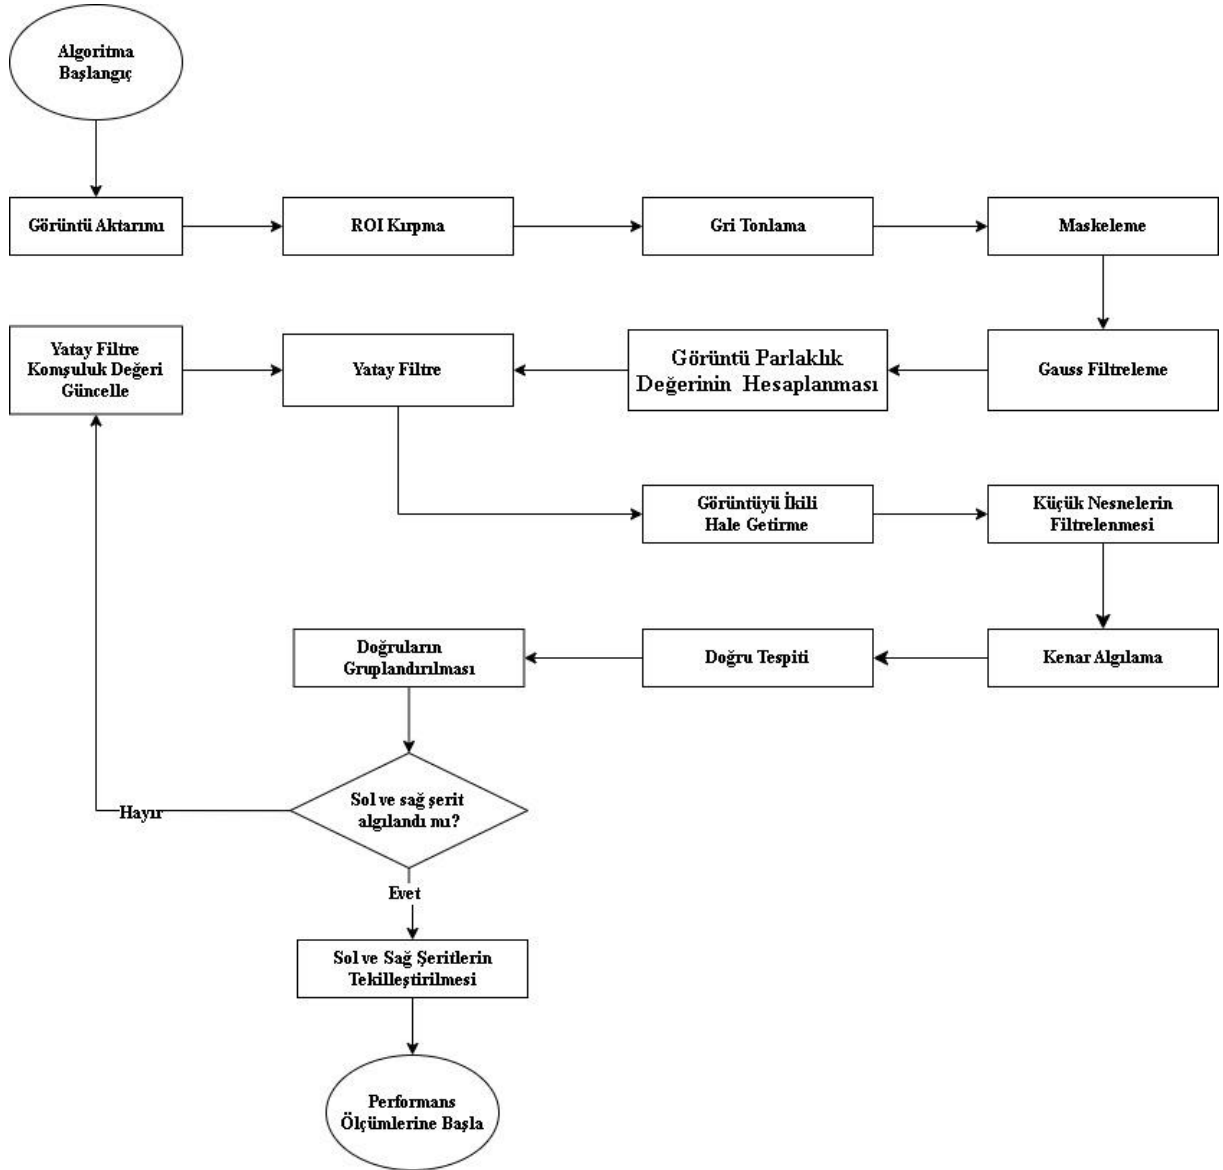 Algoritma
Başlangıç
Görüntü Aktarımı
ROI Kırpma
Gri Tonlama
Maskeleme
Yatay Filtre
Komşuluk Değeri
Güncelle
Yatay Filtre
Görüntü Parlaklık
Değerinin Hesaplanması
Gauss Filtreleme
Görüntüyü İkili
Hale Getirme
Küçük Nesnelerin
Filtrelenmesi
Doğruların
Gruplandırılması
Doğru Tespiti
Kenar Algılama
Sol ve sağ şerit
algılandı mı?
Hayır
Evet
Sol ve Sağ Şeritlerin
Tekilleştirilmesi
Performans
Ölçümlerine Başla